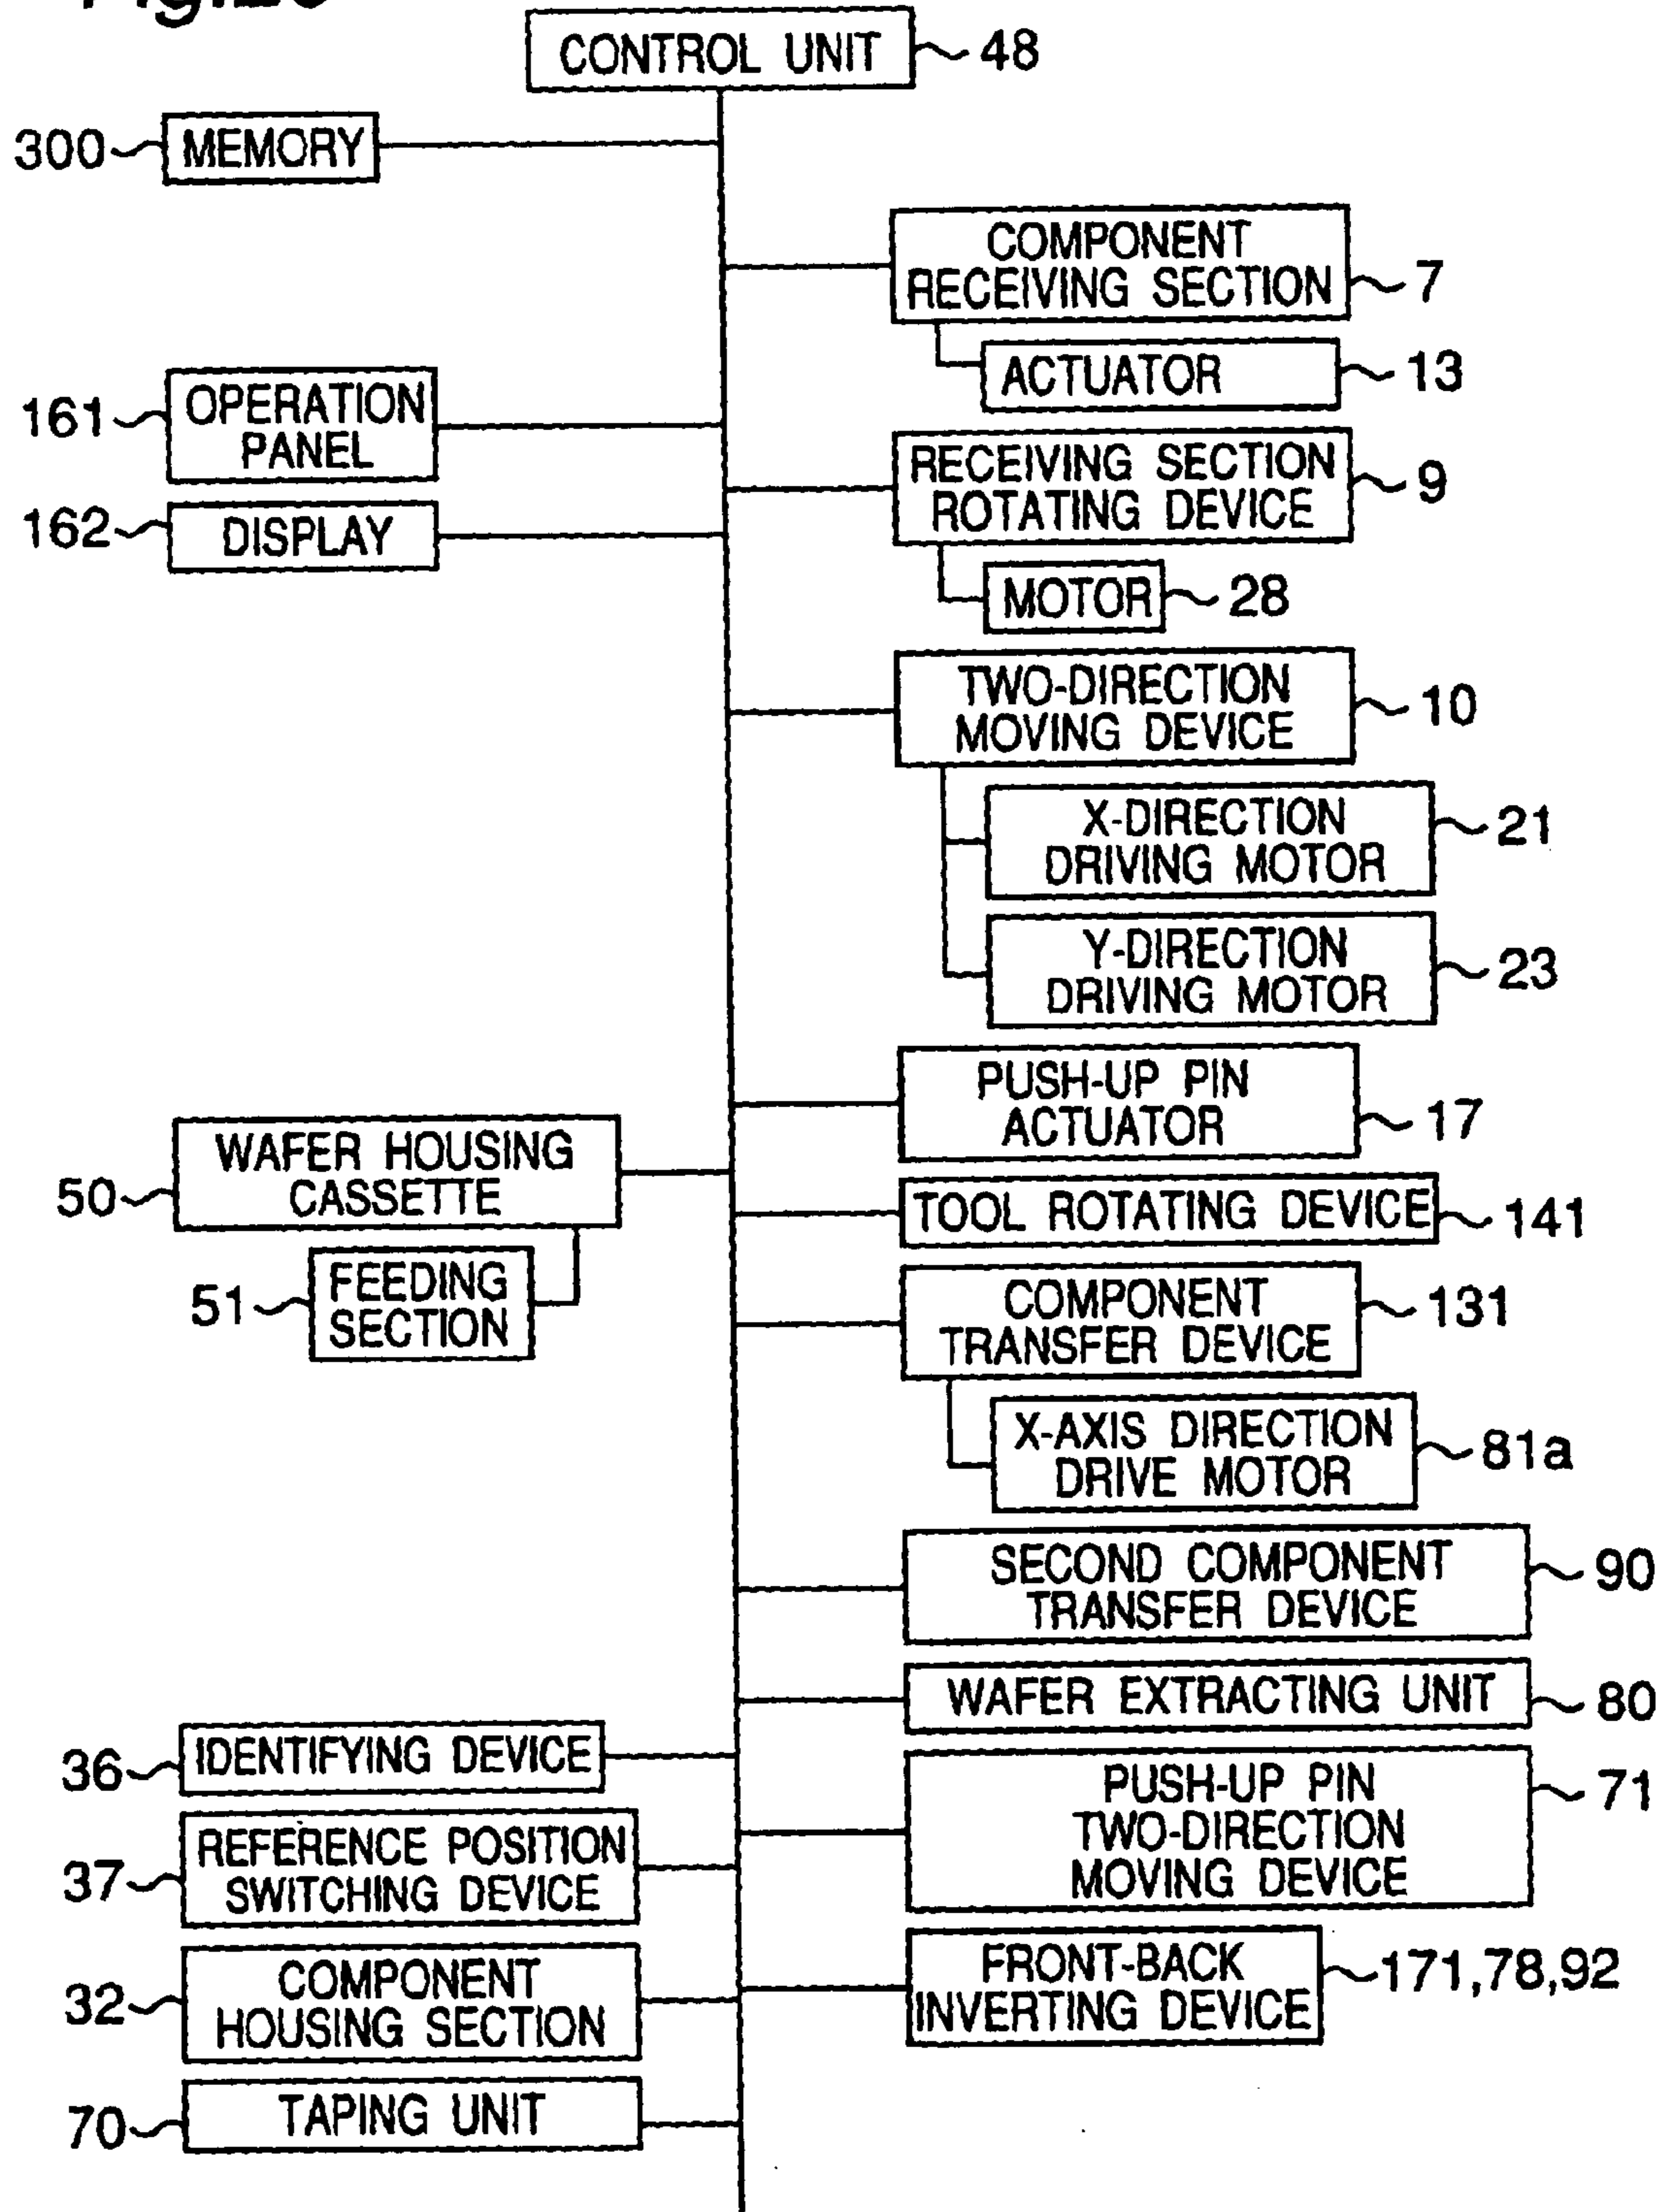 CONTROL UNIT 48
300 MEMORY
COMPONENT
RECEIVING SECTION 7
ACTUATOR 13
161 OPERATION
PANEL
RECEIVING SECTION
ROTATING DEVICE 9
162 DISPLAY
MOTOR 28
TWO-DIRECTION
MOVING DEVICE 10
X-DIRECTION
DRIVING MOTOR 21
Y-DIRECTION
DRIVING MOTOR 23
PUSH-UP PIN
ACTUATOR 17
50 WAFER HOUSING
CASSETTE
TOOL ROTATING DEVICE 141
51 FEEDING
SECTION
COMPONENT
TRANSFER DEVICE 131
X-AXIS DIRECTION
DRIVE MOTOR 81a
SECOND COMPONENT
TRANSFER DEVICE 90
WAFER EXTRACTING UNIT 80
36 IDENTIFYING DEVICE
PUSH-UP PIN
TWO-DIRECTION
MOVING DEVICE 71
37 REFERENCE POSITION
SWITCHING DEVICE
FRONT-BACK
INVERTING DEVICE 171,78,92
32 COMPONENT
HOUSING SECTION
70 TAPING UNIT